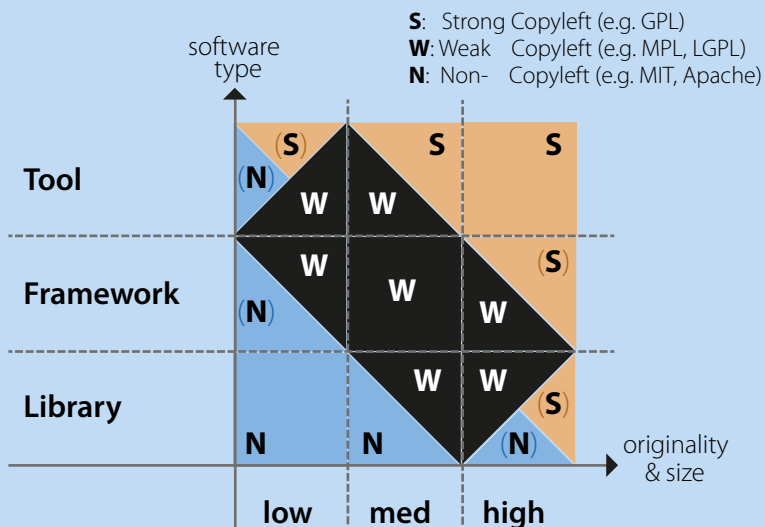 S: Strong Copyleft (e.g. GPL)
W: Weak Copyleft (e.g. MPL, LGPL)
N: Non- Copyleft (e.g. MIT, Apache)
software
type
(S) S S
Tool (N)
W W
W (S)
Framework W
(N) W
W W
Library (S)
N N (N)
originality
& size
low med high